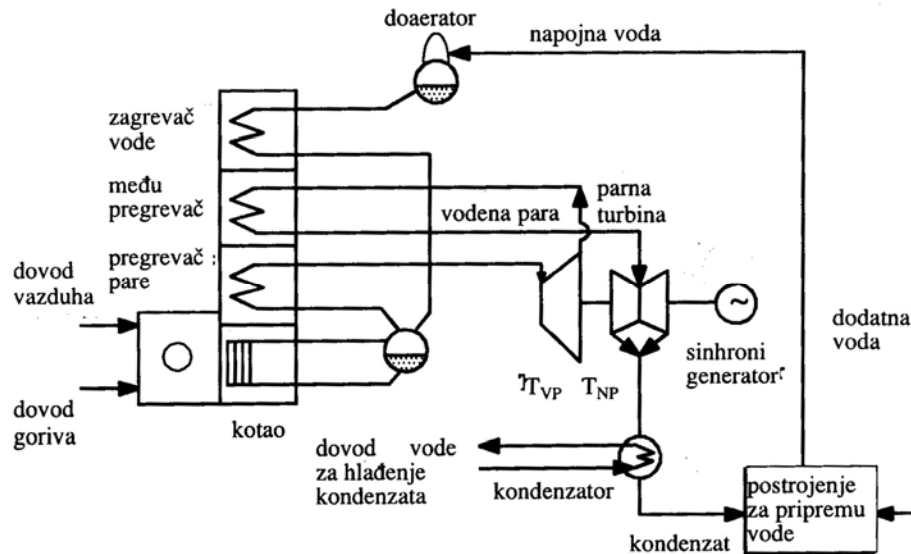 doaerator
napojna voda
zagrevač
vode
među
pregrevač
vodena para
parna
turbina
pregrevač
pare
dovod
vazduha
dovod
goriva
kotao
T_VP T_NP
~
sinhroni
generator
dodatna
voda
dovod vode
za hlađenje
kondenzata
kondenzator
kondenzat
postrojenje
za pripremu
vode